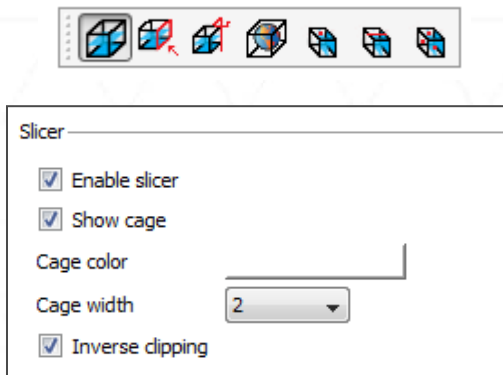 Slicer
Enable slicer
Show cage
Cage color
Cage width 2
Inverse clipping